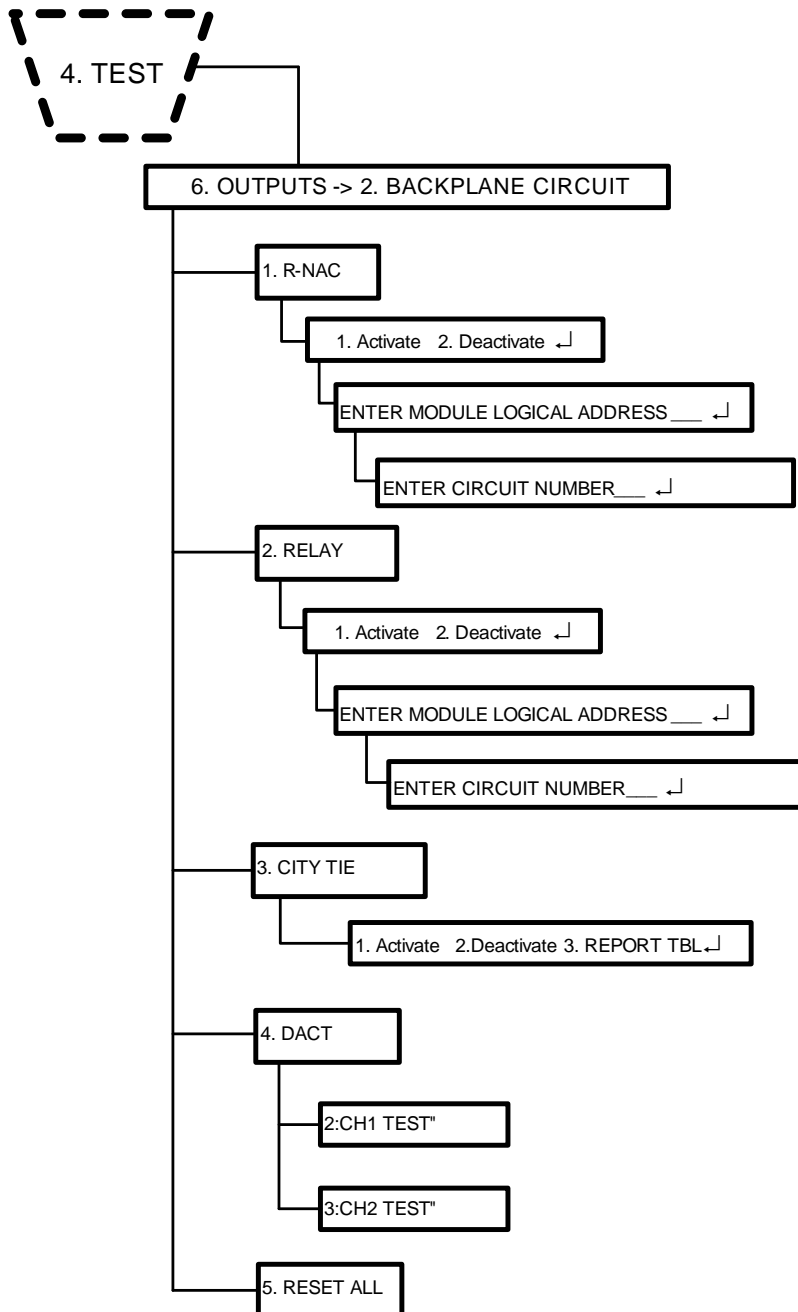 4. TEST
6. OUTPUTS -> 2. BACKPLANE CIRCUIT
1. R-NAC
1. Activate 2. Deactivate ↵
ENTER MODULE LOGICAL ADDRESS ___ ↵
ENTER CIRCUIT NUMBER___ ↵
2. RELAY
1. Activate 2. Deactivate ↵
ENTER MODULE LOGICAL ADDRESS ___ ↵
ENTER CIRCUIT NUMBER___ ↵
3. CITY TIE
1. Activate 2.Deactivate 3. REPORT TBL↵
4. DACT
2:CH1 TEST"
3:CH2 TEST"
5. RESET ALL